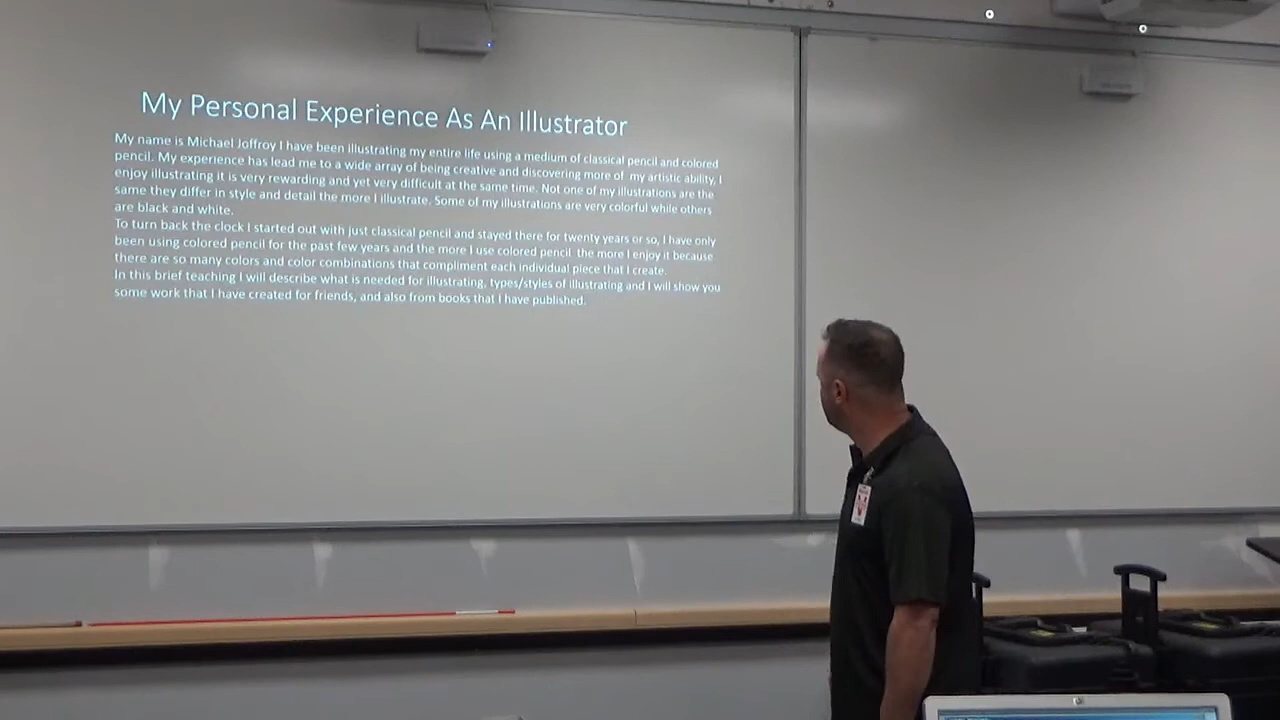 My Personal Experience As An Illustrator
My name is Michael Joffroy I have been illustrating my entire life using a medium of classical pencil and colored
pencil. My experience has lead me to a wide array of being creative and discovering more of my artistic ability, I
enjoy illustrating it is very rewarding and yet very difficult at the same time. Not one of my illustrations are the
same they differ in style and detail the more I illustrate. Some of my illustrations are very colorful while others
are black and white.
To turn back the clock I started out with just classical pencil and stayed there for twenty years or so, I have only
been using colored pencil for the past few years and the more I use colored pencil the more I enjoy it because
there are so many colors and color combinations that compliment each individual piece that I create.
In this brief teaching I will describe what is needed for illustrating, types/styles of illustrating and I will show you
some work that I have created for friends, and also from books that I have published.